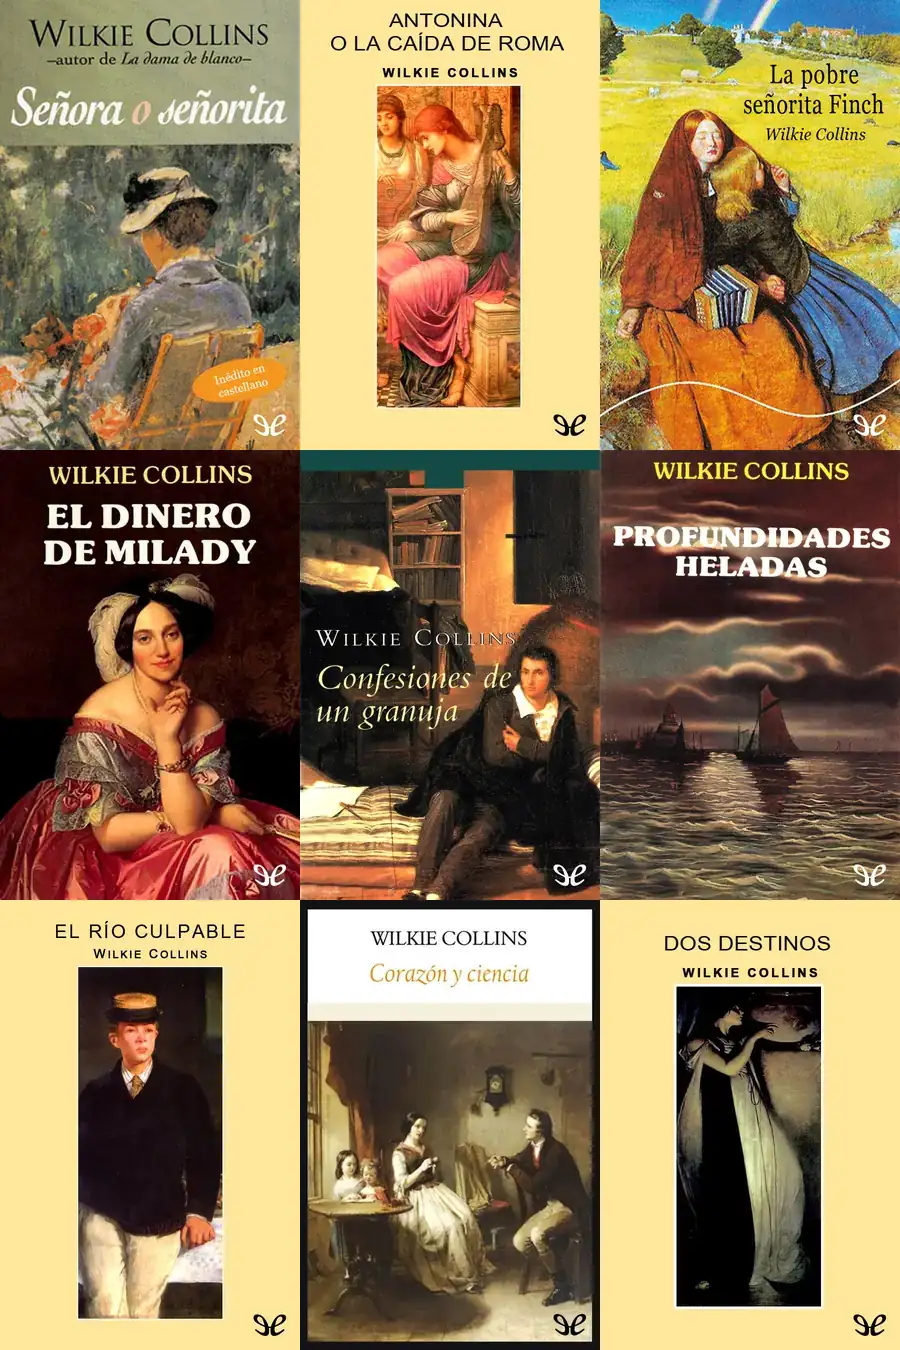 WILKIE COLLINS
–autor de La dama de blanco–
Señora o señorita
Inédito en
castellano
ANTONINA
O LA CAÍDA DE ROMA
WILKIE COLLINS
La pobre
señorita Finch
Wilkie Collins
WILKIE COLLINS
EL DINERO
DE MILADY
WILKIE COLLINS
Confesiones de
un granuja
WILKIE COLLINS
PROFUNDIDADES
HELADAS
EL RÍO CULPABLE
WILKIE COLLINS
WILKIE COLLINS
Corazón y ciencia
DOS DESTINOS
WILKIE COLLINS